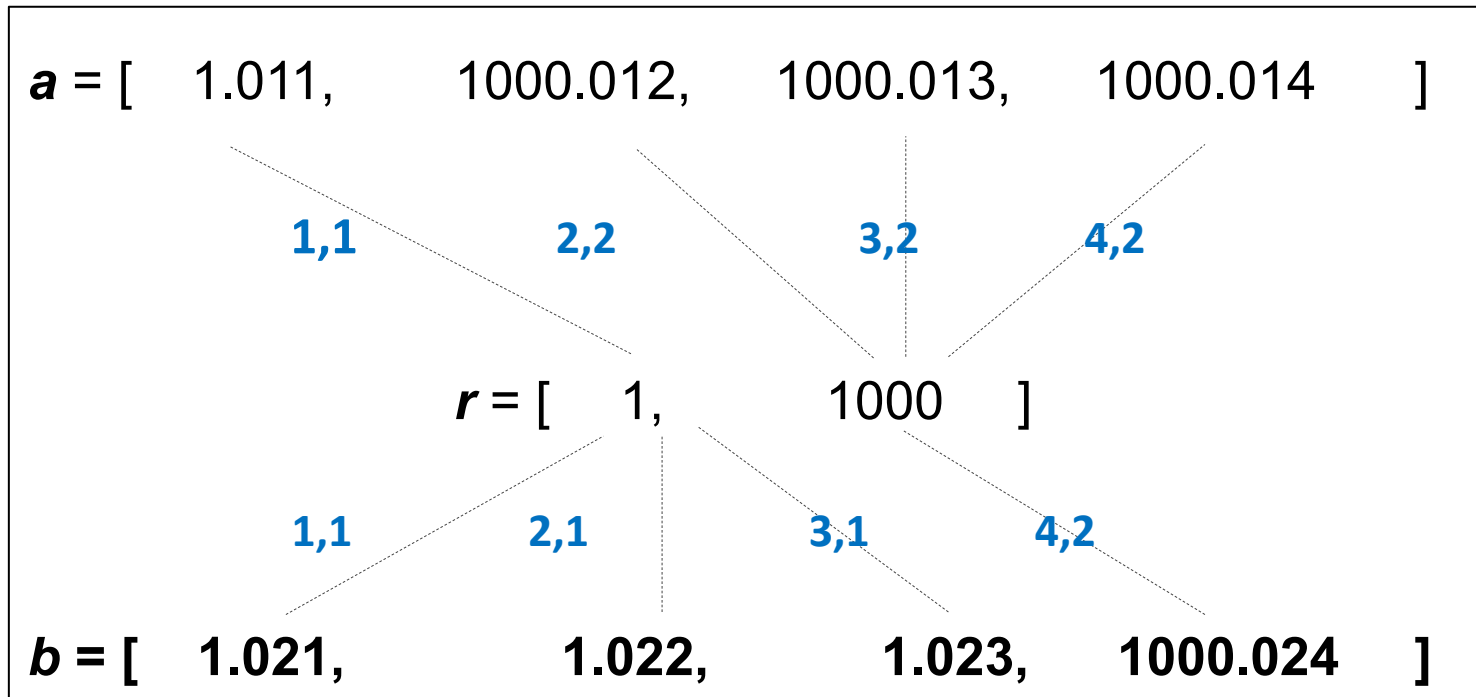 a = [ 1.011, 1000.012, 1000.013, 1000.014 ]
1,1 2,2 3,2 4,2
r = [ 1, 1000 ]
1,1 2,1 3,1 4,2
b = [ 1.021, 1.022, 1.023, 1000.024 ]